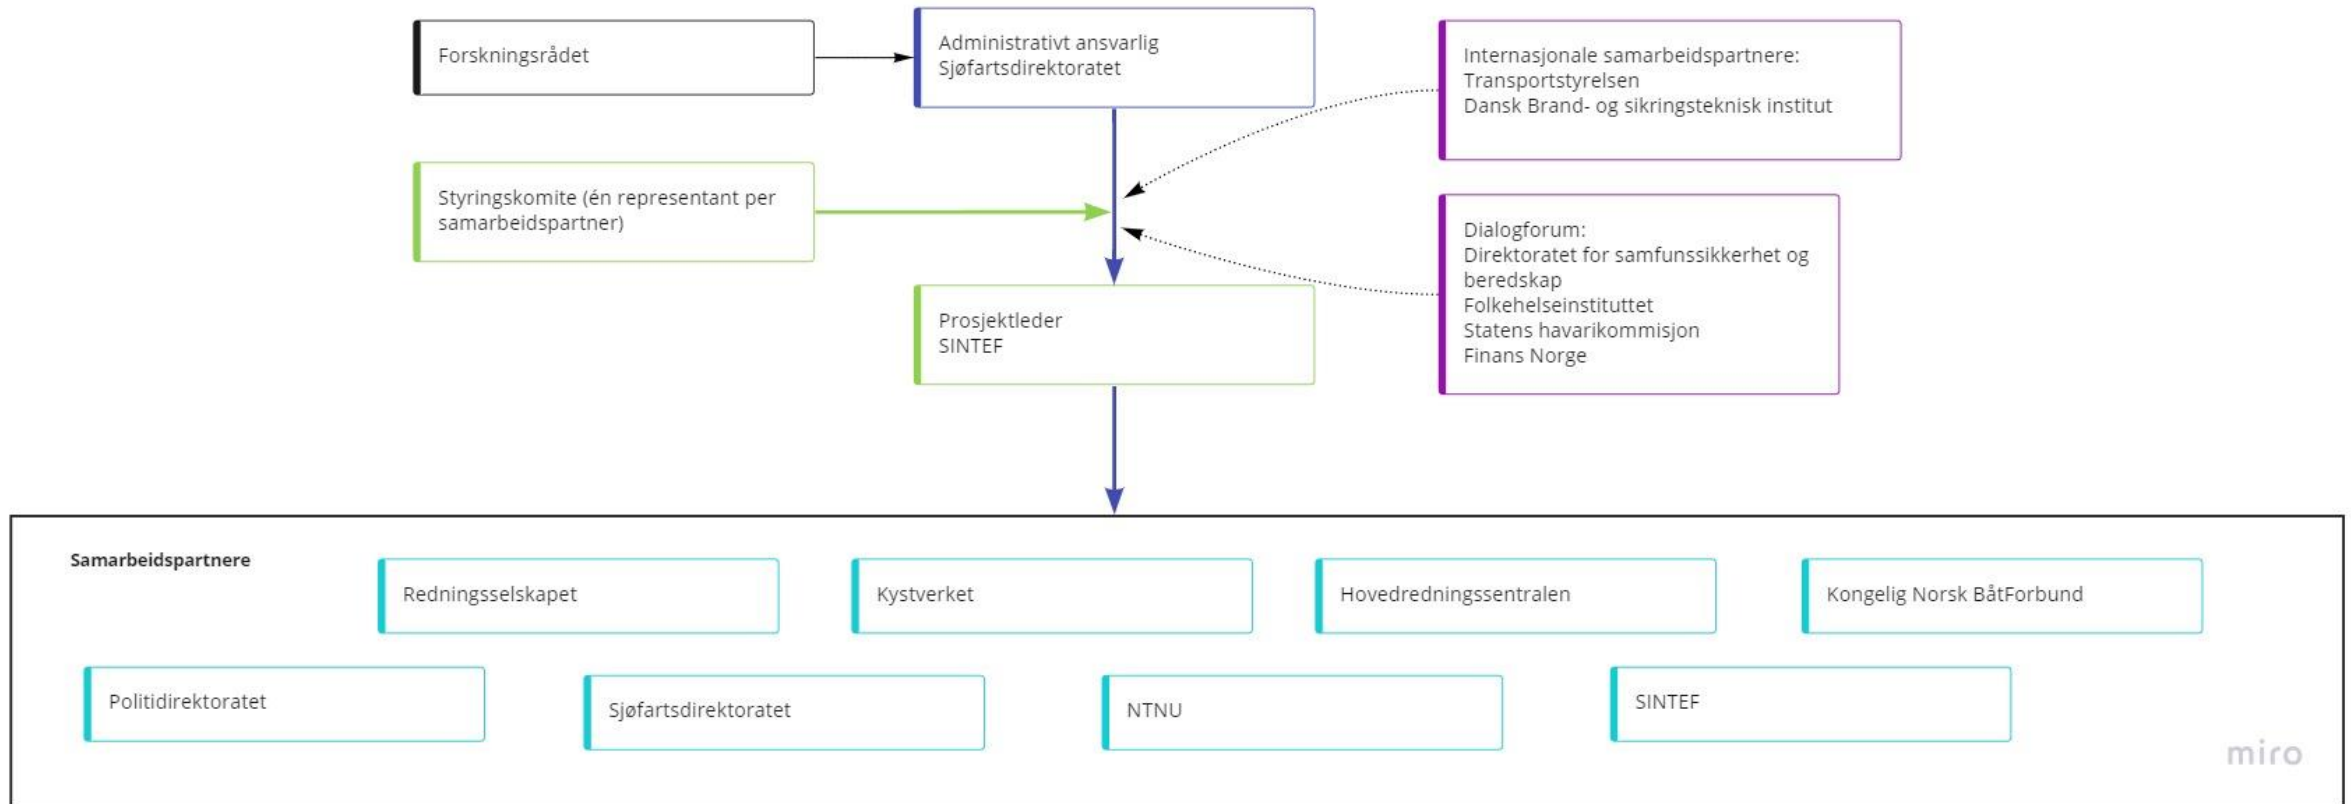 Forskningsrådet
Administrativt ansvarlig
Sjøfartsdirektoratet
Internasjonale samarbeidspartnere:
Transportstyrelsen
Dansk Brand- og sikringsteknisk institut
Styringskomite (én representant per
samarbeidspartner)
Dialogforum:
Direktoratet for samfunssikkerhet og
beredskap
Folkehelseinstituttet
Statens havarikommisjon
Finans Norge
Prosjektleder
SINTEF
Samarbeidspartnere
Redningsselskapet
Kystverket
Hovedredningssentralen
Kongelig Norsk BåtForbund
Politidirektoratet
Sjøfartsdirektoratet
NTNU
SINTEF
miro